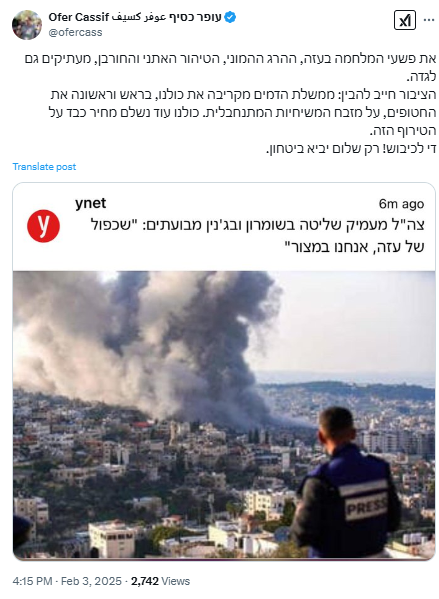 Ofer Cassif עופר כסיף عوفر كسيف
@ofercass
את פשעי המלחמה בעזה, ההרג ההמוני, הטיהור האתני והחורבן, מעתיקים גם
לגדה.
הציבור חייב להבין: ממשלת הדמים מקריבה את כולנו, בראש וראשונה את
החטופים, על מזבח המשיחיות המתנחבלית. כולנו עוד נשלם מחיר כבד על
הטירוף הזה.
די לכיבוש! רק שלום יביא ביטחון.
Translate post
ynet
6m ago
צה"ל מעמיק שליטה בשומרון ובג'נין מבועתים: "שכפול
של עזה, אנחנו במצור"
PRESS
4:15 PM · Feb 3, 2025 · 2,742 Views